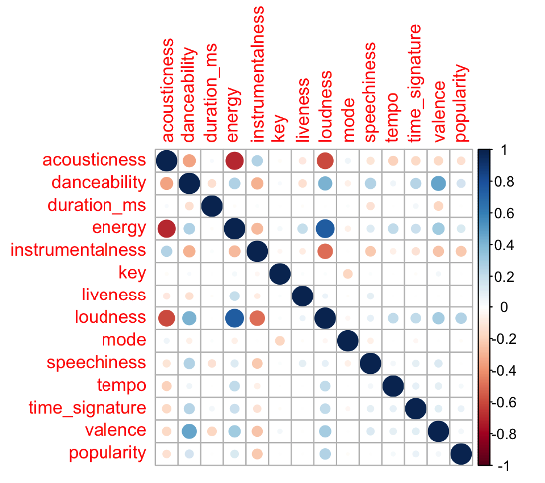 acousticness
danceability
duration_ms
energy
instrumentalness
key
liveness
loudness
mode
speechiness
tempo
time_signature
valence
popularity
acousticness
danceability
duration_ms
energy
instrumentalness
key
liveness
loudness
mode
speechiness
tempo
time_signature
valence
popularity
1
0.8
0.6
0.4
0.2
0
-0.2
-0.4
-0.6
-0.8
-1